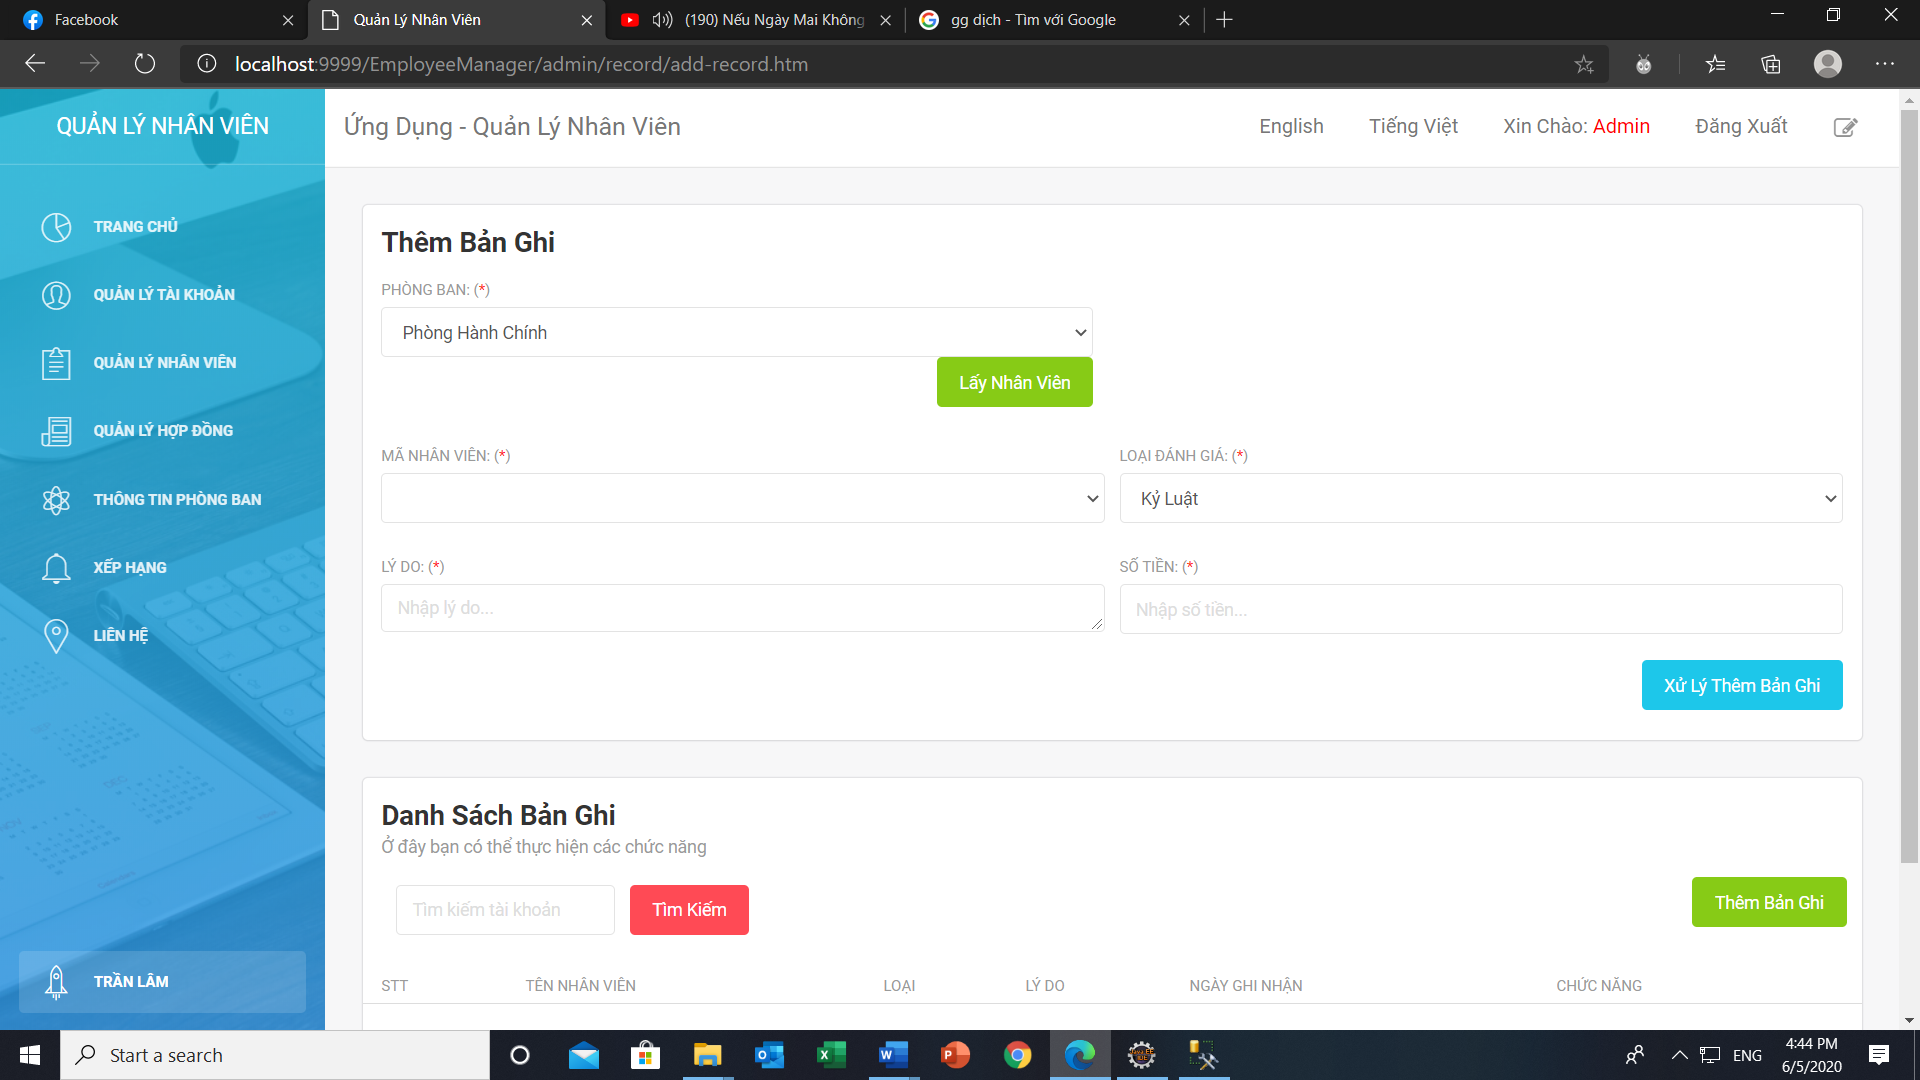 Facebook
Quản Lý Nhân Viên
(190) Nếu Ngày Mai Không
gg dịch - Tìm với Google
localhost:9999/EmployeeManager/admin/record/add-record.htm
QUẢN LÝ NHÂN VIÊN
Ứng Dụng - Quản Lý Nhân Viên
English
Tiếng Việt
Xin Chào: Admin
Đăng Xuất
TRANG CHỦ
QUẢN LÝ TÀI KHOẢN
QUẢN LÝ NHÂN VIÊN
QUẢN LÝ HỢP ĐỒNG
THÔNG TIN PHÒNG BAN
XẾP HẠNG
LIÊN HỆ
TRẦN LÂM
Thêm Bản Ghi
PHÒNG BAN: (*)
Phòng Hành Chính
Lấy Nhân Viên
MÃ NHÂN VIÊN: (*)
LOẠI ĐÁNH GIÁ: (*)
Kỷ Luật
LÝ DO: (*)
SỐ TIỀN: (*)
Nhập lý do...
Nhập số tiền...
Xử Lý Thêm Bản Ghi
Danh Sách Bản Ghi
Ở đây bạn có thể thực hiện các chức năng
Tìm kiếm tài khoản
Tìm Kiếm
Thêm Bản Ghi
STT
TÊN NHÂN VIÊN
LOẠI
LÝ DO
NGÀY GHI NHẬN
CHỨC NĂNG
Start a search
ENG
4:44 PM
6/5/2020